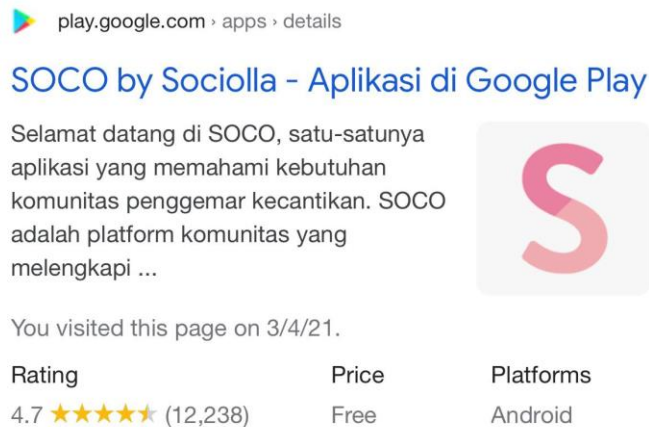 play.google.com › apps › details
SOCO by Sociolla - Aplikasi di Google Play
Selamat datang di SOCO, satu-satunya
aplikasi yang memahami kebutuhan
komunitas penggemar kecantikan. SOCO
adalah platform komunitas yang
melengkapi ...
S
You visited this page on 3/4/21.
Rating Price Platforms
4.7 ★★★★★ (12,238) Free Android